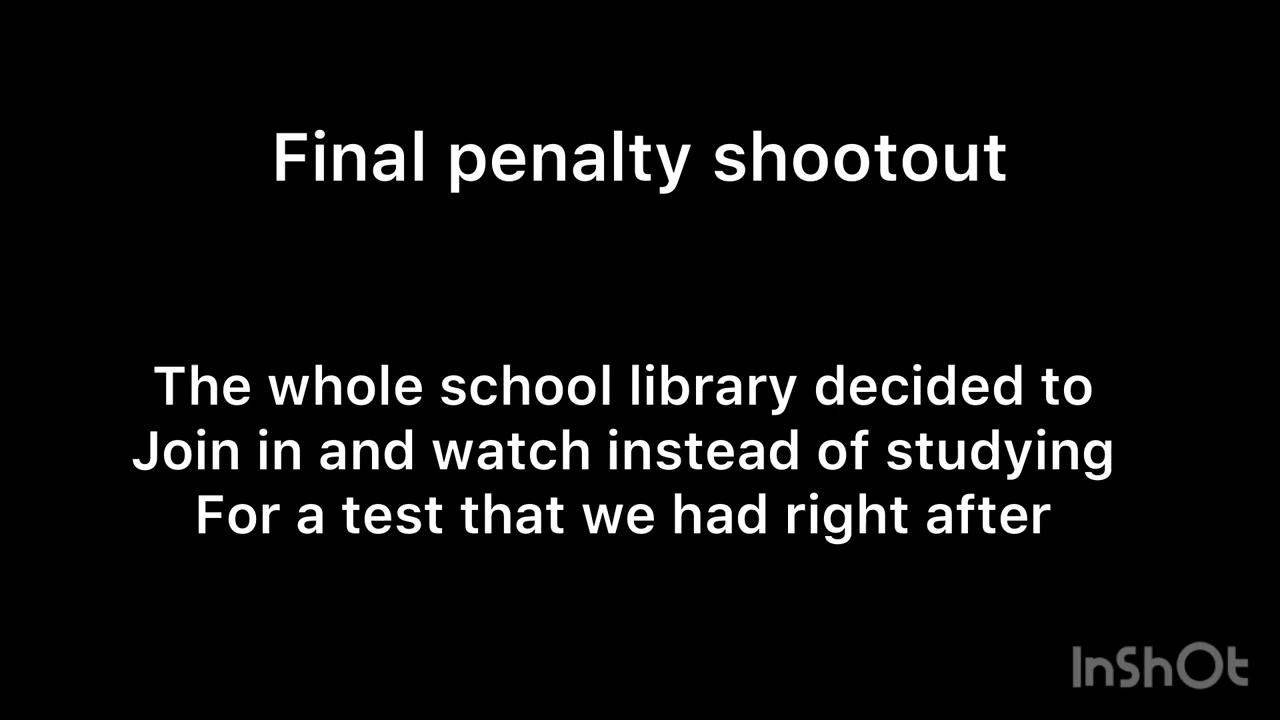 Final penalty shootout
The whole school library decided to
Join in and watch instead of studying
For a test that we had right after
InShOt